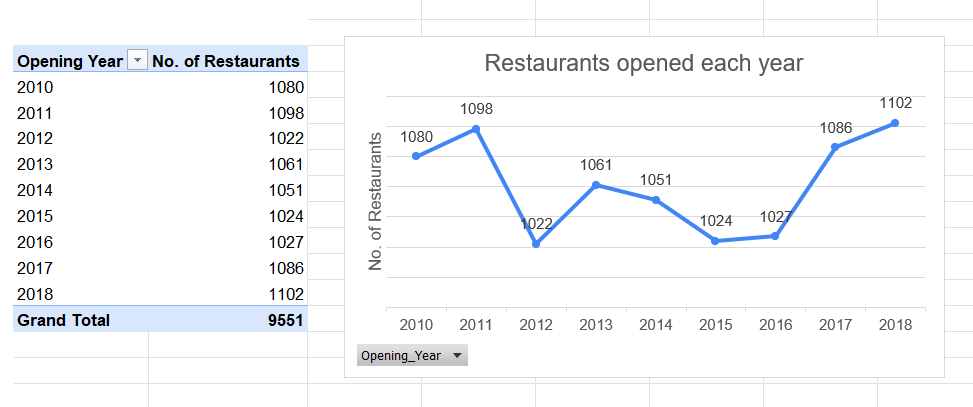 Opening Year No. of Restaurants
2010 1080
2011 1098
2012 1022
2013 1061
2014 1051
2015 1024
2016 1027
2017 1086
2018 1102
Grand Total 9551
Restaurants opened each year
No. of Restaurants
1080 1098 1022 1061 1051 1024 1027 1086 1102
2010 2011 2012 2013 2014 2015 2016 2017 2018
Opening_Year